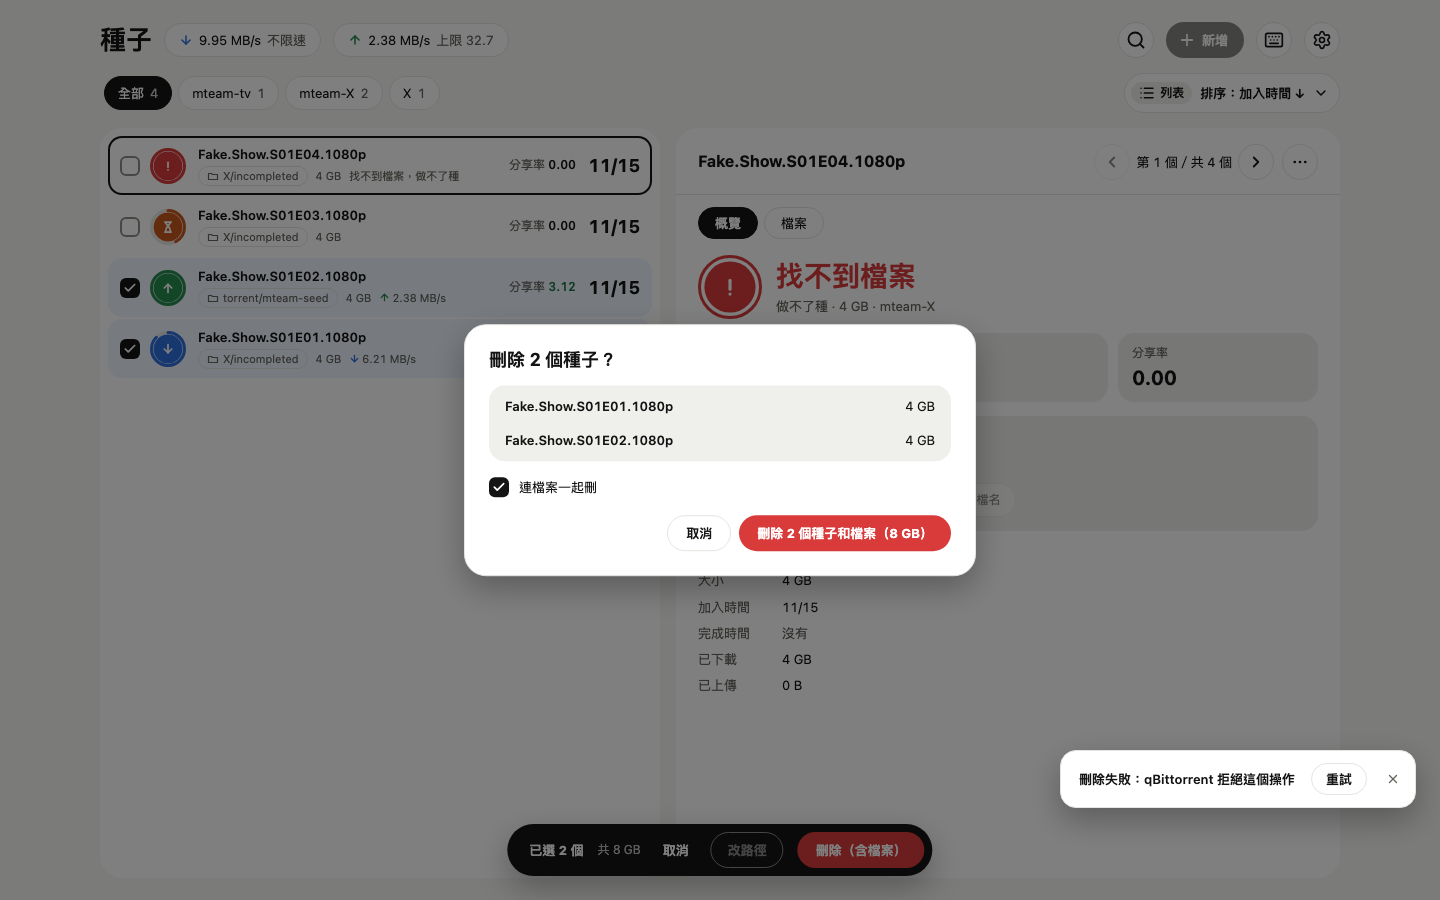 種子
9.95 MB/s 不限速
2.38 MB/s 上限 32.7
新增
全部 4
mteam-tv 1
mteam-X 2
X 1
列表
排序：加入時間
Fake.Show.S01E04.1080p
X/incompleted 4 GB 找不到檔案，做不了種
分享率 0.00
11/15
Fake.Show.S01E03.1080p
X/incompleted 4 GB
分享率 0.00
11/15
Fake.Show.S01E02.1080p
torrent/mteam-seed 4 GB 2.38 MB/s
分享率 3.12
11/15
Fake.Show.S01E01.1080p
X/incompleted 4 GB 6.21 MB/s
Fake.Show.S01E04.1080p
第 1 個 / 共 4 個
概覽
檔案
找不到檔案
做不了種 · 4 GB · mteam-X
分享率
0.00
檔名
大小 4 GB
加入時間 11/15
完成時間 沒有
已下載 4 GB
已上傳 0 B
刪除 2 個種子？
Fake.Show.S01E01.1080p 4 GB
Fake.Show.S01E02.1080p 4 GB
連檔案一起刪
取消
刪除 2 個種子和檔案（8 GB）
刪除失敗：qBittorrent 拒絕這個操作
重試
已選 2 個 共 8 GB
取消
改路徑
刪除（含檔案）